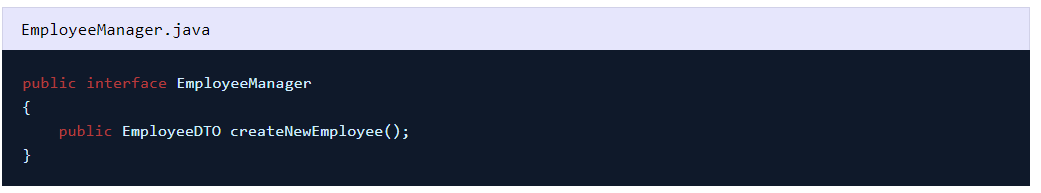 EmployeeManager.java
public interface EmployeeManager
{
    public EmployeeDTO createNewEmployee();
}